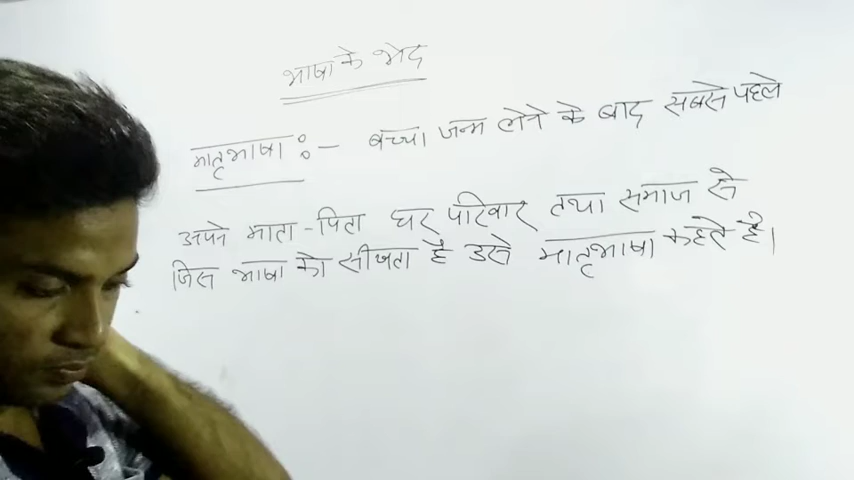 भाषा के भेद
मातृभाषा :- बच्चा जन्म लेने के बाद सबसे पहले
अपने माता-पिता घर परिवार तथा समाज से
जिस भाषा को सीखता है उसे मातृभाषा कहते है।